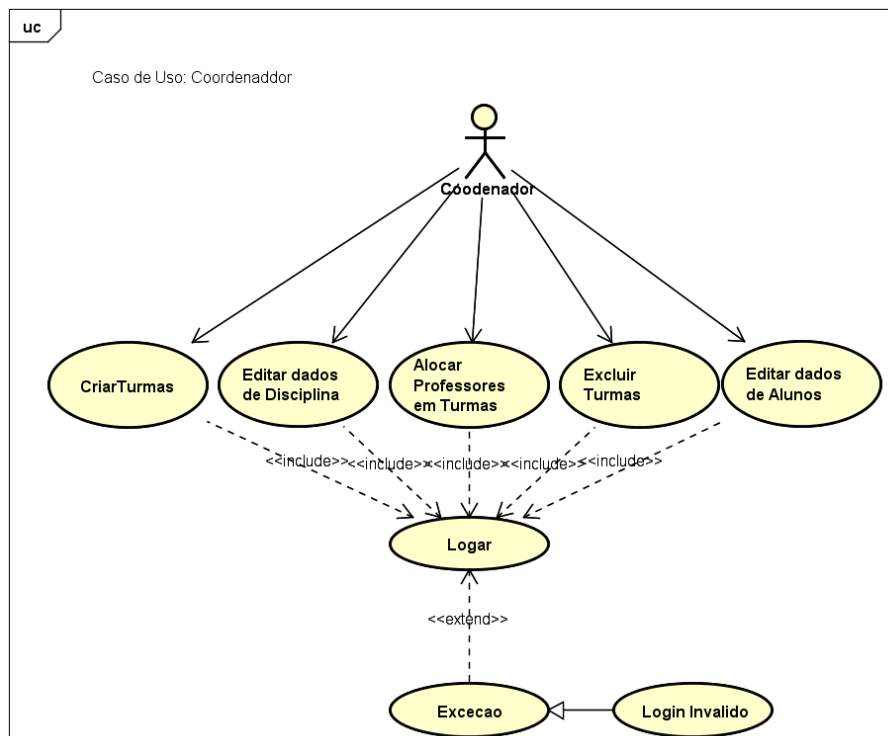 uc
Caso de Uso: Coordenaddor
Coodenador
CriarTurmas
Editar dados
de Disciplina
Alocar
Professores
em Turmas
Excluir
Turmas
Editar dados
de Alunos
<<include>>
<<include>>
<<include>>
<<include>>
<<include>>
Logar
<<extend>>
Excecao
Login Invalido